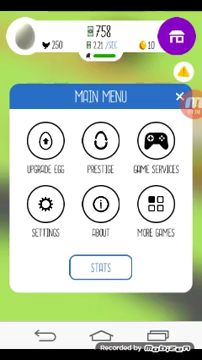 758
250
2.21 /SEC
10
MAIN MENU
UPGRADE EGG
PRESTIGE
GAME SERVICES
SETTINGS
ABOUT
MORE GAMES
STATS
Recorded by Mobizen